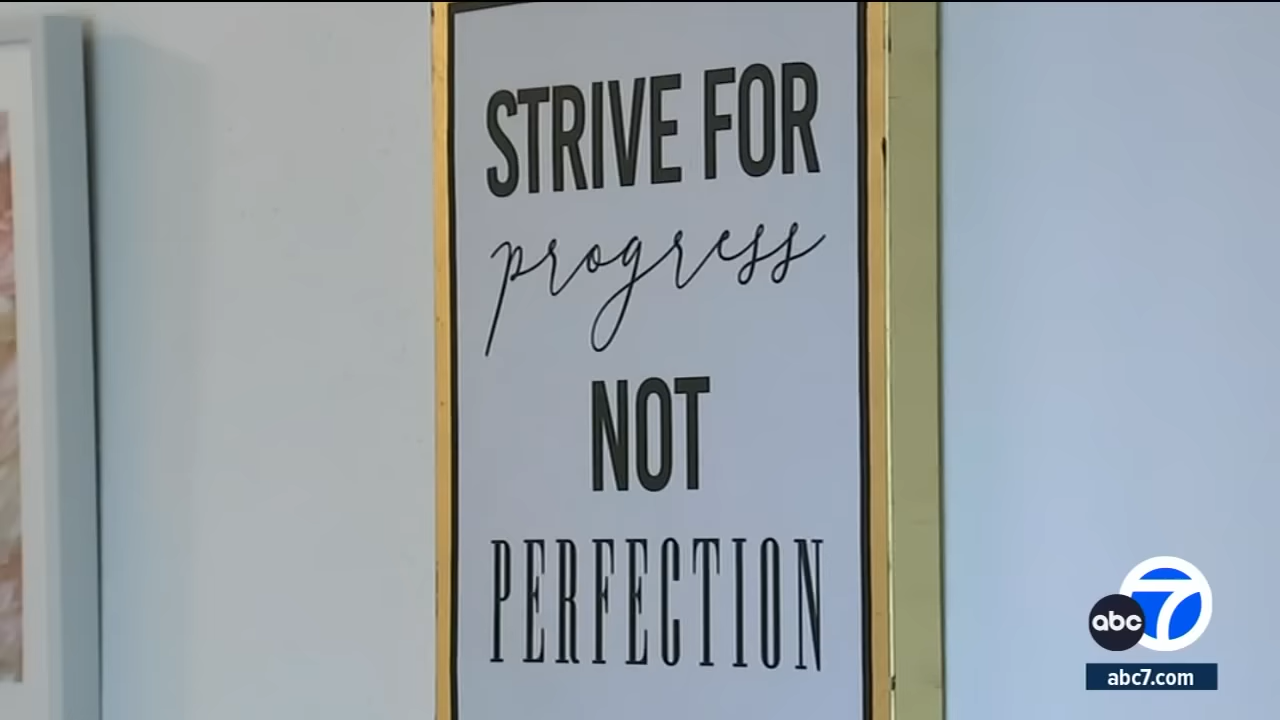 STRIVE FOR
progress
NOT
PERFECTION
abc 7
abc7.com